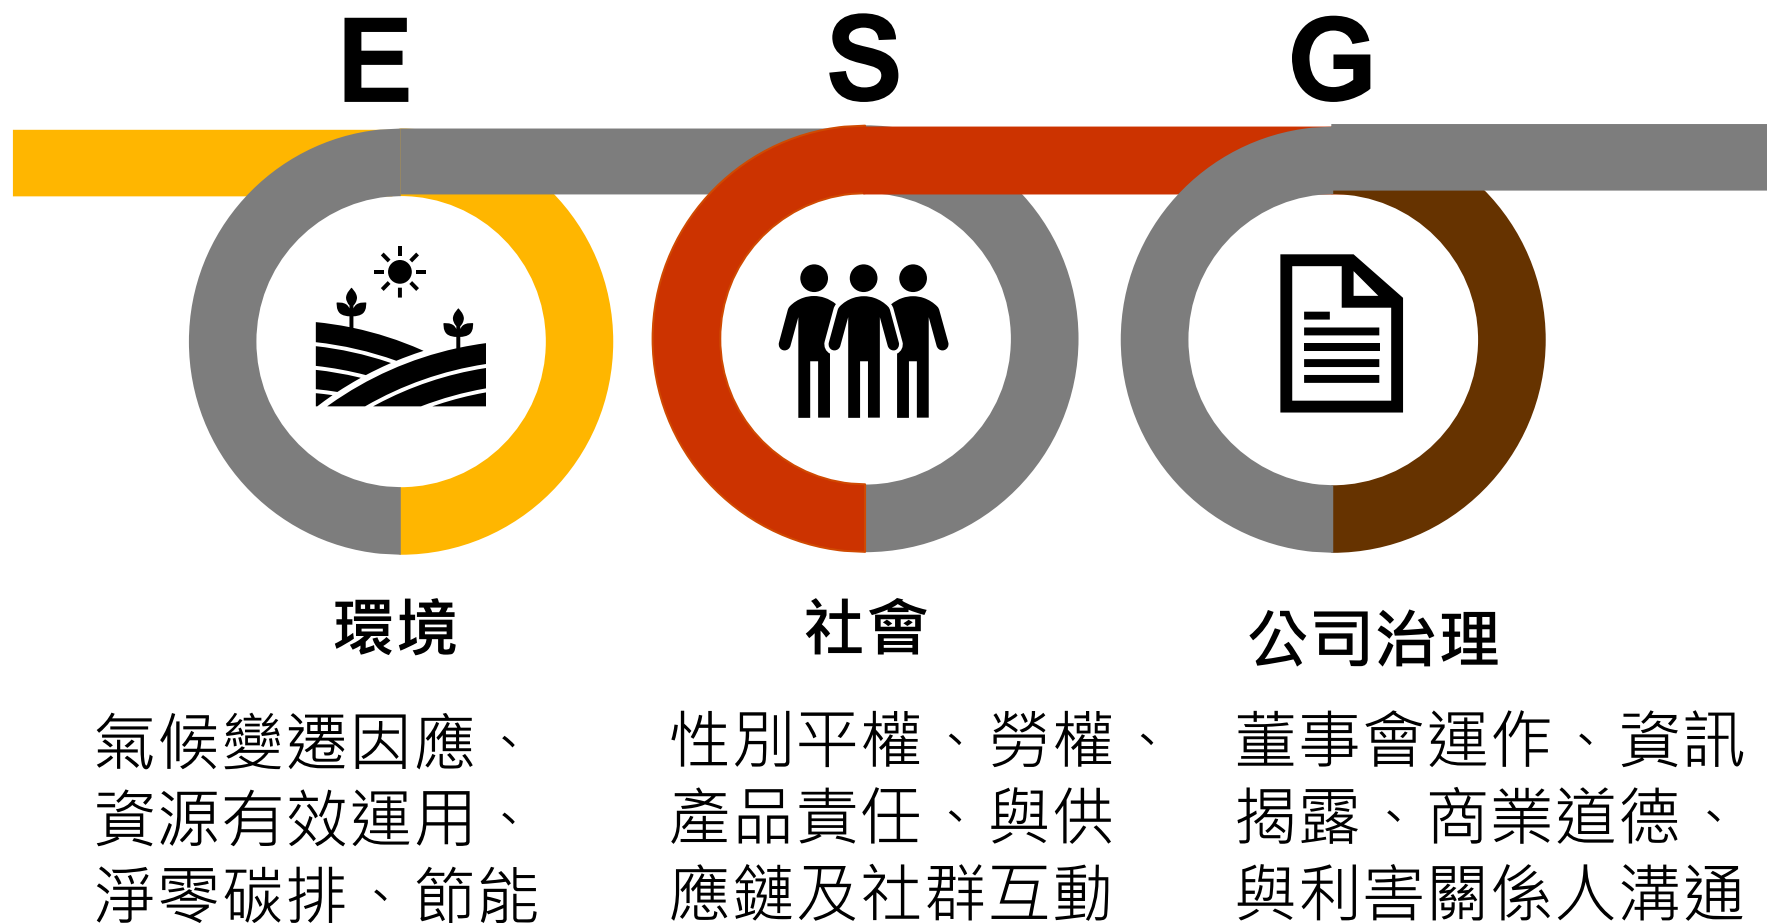 E
S
G
環境
社會
公司治理
氣候變遷因應、
資源有效運用、
淨零碳排、節能
性別平權、勞權、
產品責任、與供
應鏈及社群互動
董事會運作、資訊
揭露、商業道德、
與利害關係人溝通